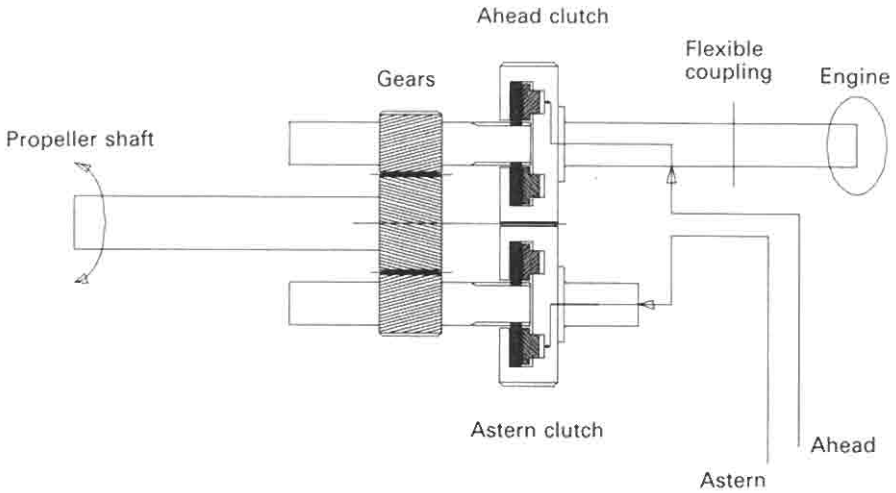 Ahead clutch
Flexible
coupling
Engine
Gears
Propeller shaft
Astern clutch
Ahead
Astern